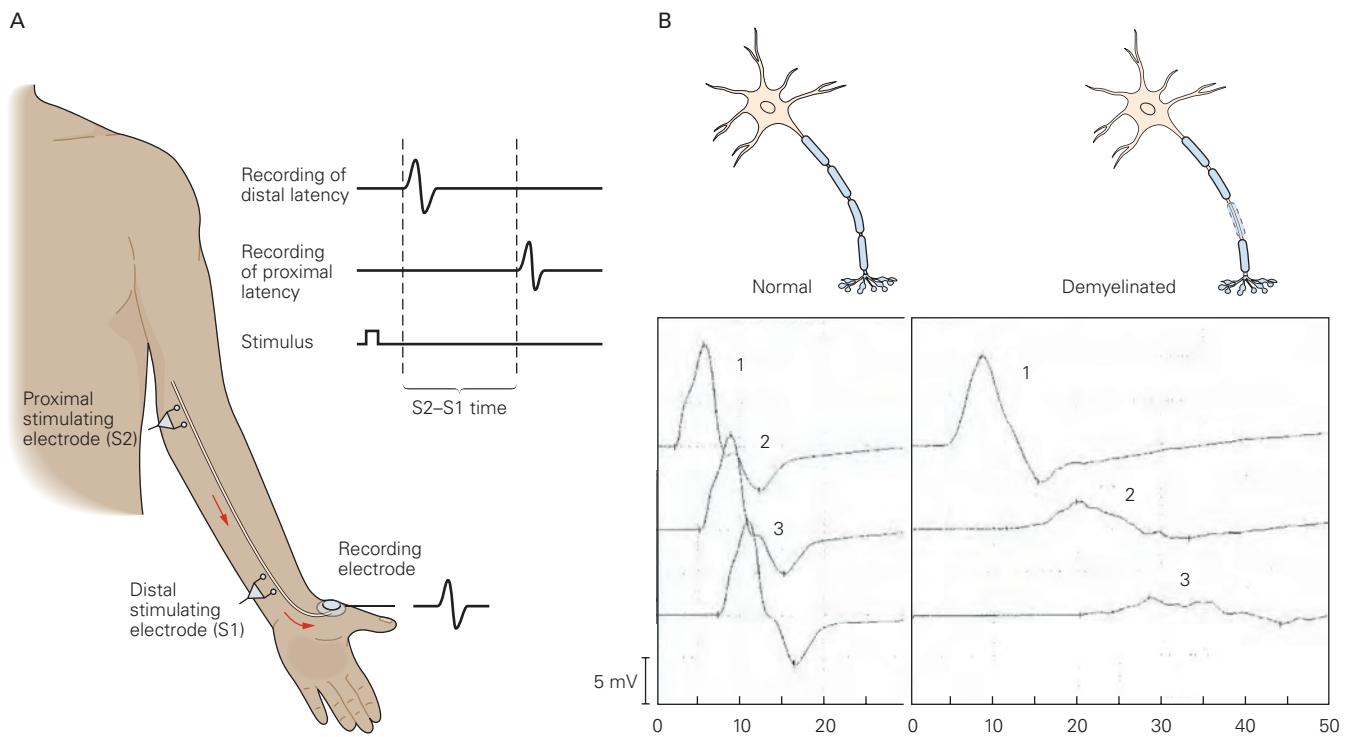 A
Recording of
distal latency
Recording
of proximal
latency
Stimulus
S2–S1 time
Proximal
stimulating
electrode (S2)
Recording
electrode
Distal
stimulating
electrode (S1)
B
Normal
Demyelinated
1
2
3
1
2
3
5 mV
0 10 20
0 10 20 30 40 50